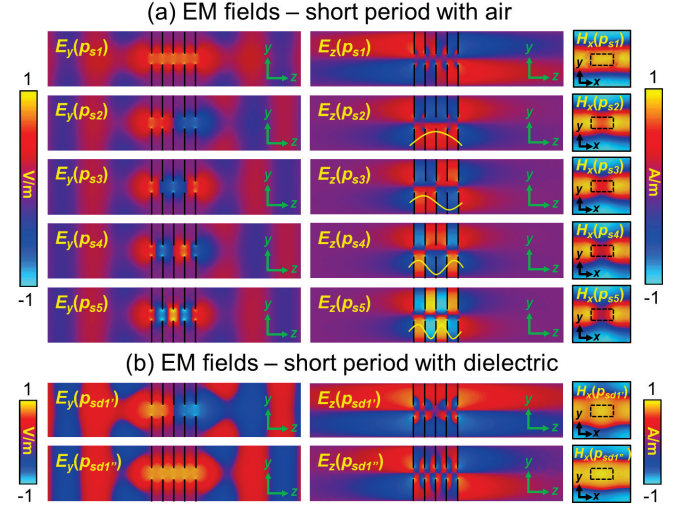 (a) EM fields – short period with air
Ey(ps1) Ez(ps1) Hx(ps1)
y z y z y x
Ey(ps2) Ez(ps2) Hx(ps2)
y z y z y x
Ey(ps3) Ez(ps3) Hx(ps3)
y z y z y x
Ey(ps4) Ez(ps4) Hx(ps4)
y z y z y x
Ey(ps5) Ez(ps5) Hx(ps5)
y z y z y x
1 V/m -1
1 A/m -1
(b) EM fields – short period with dielectric
Ey(psd1') Ez(psd1') Hx(psd1')
y z y z y x
Ey(psd1'') Ez(psd1'') Hx(psd1'')
y z y z y x
1 V/m -1
1 A/m -1